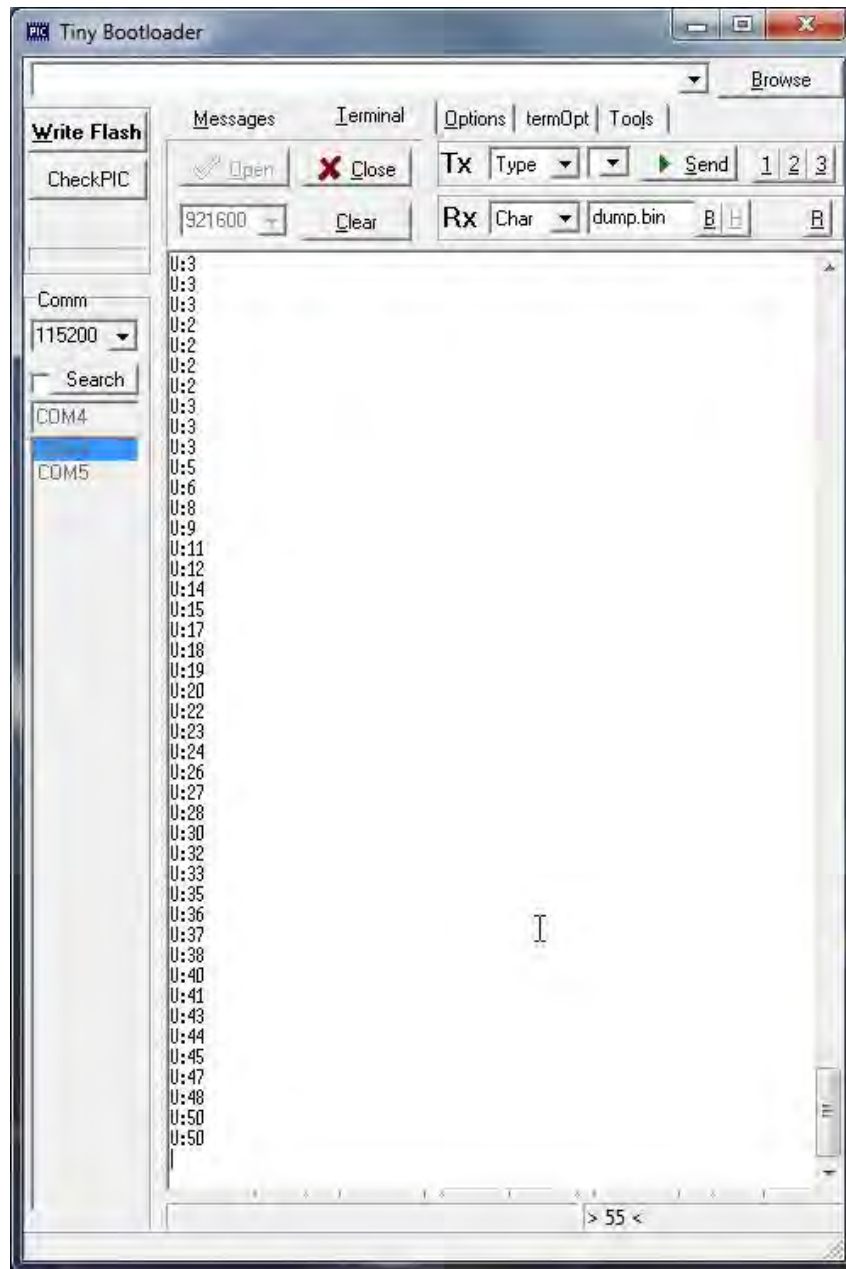 PIC Tiny Bootloader
Browse
Write Flash
CheckPIC
Messages Terminal Options termOpt Tools
Open Close Tx Type Send 1 2 3
921600 Clear Rx Char dump.bin B H R
Comm
115200
Search
COM4
COM5
U:3
U:3
U:3
U:2
U:2
U:2
U:2
U:3
U:3
U:3
U:5
U:6
U:8
U:9
U:11
U:12
U:14
U:15
U:17
U:18
U:19
U:20
U:22
U:23
U:24
U:26
U:27
U:28
U:30
U:32
U:33
U:35
U:36
U:37
U:38
U:40
U:41
U:43
U:44
U:45
U:47
U:48
U:50
U:50
> 55 <